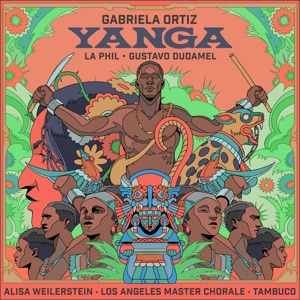 GABRIELA ORTIZ
YANGA
LA PHIL • GUSTAVO DUDAMEL
ALISA WEILERSTEIN • LOS ANGELES MASTER CHORALE • TAMBUCO